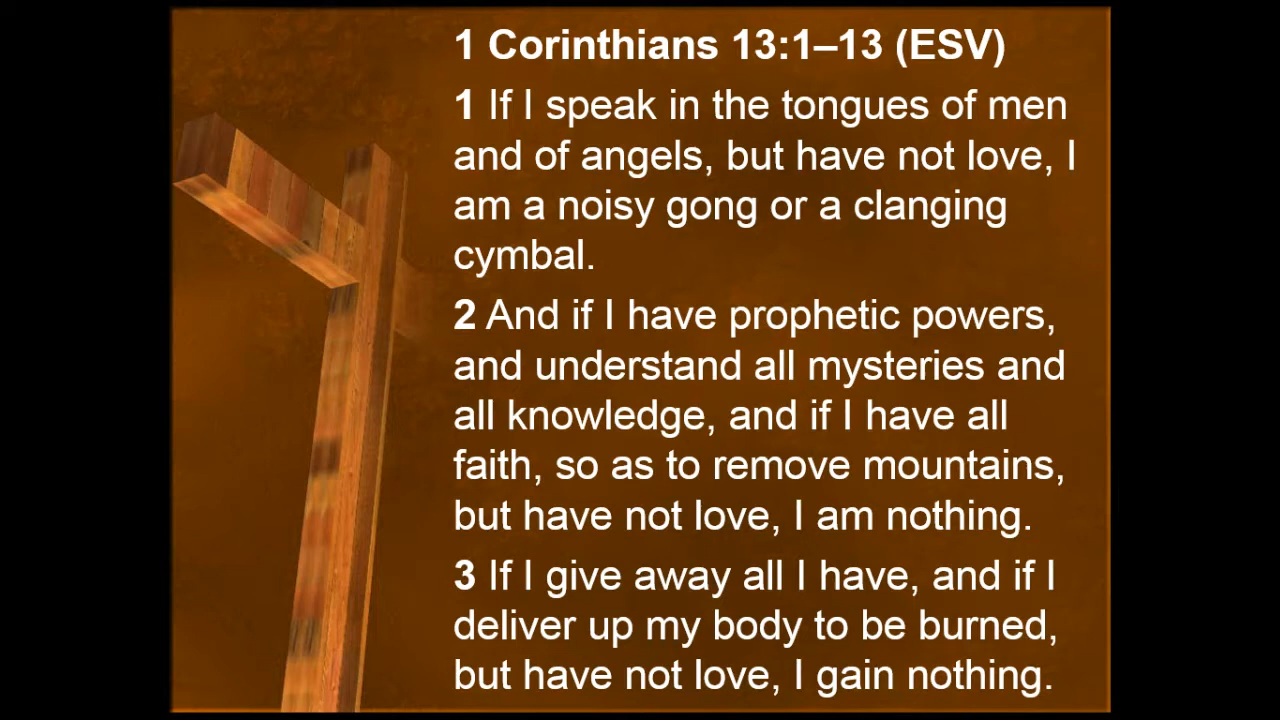 1 Corinthians 13:1–13 (ESV)
1 If I speak in the tongues of men
and of angels, but have not love, I
am a noisy gong or a clanging
cymbal.
2 And if I have prophetic powers,
and understand all mysteries and
all knowledge, and if I have all
faith, so as to remove mountains,
but have not love, I am nothing.
3 If I give away all I have, and if I
deliver up my body to be burned,
but have not love, I gain nothing.